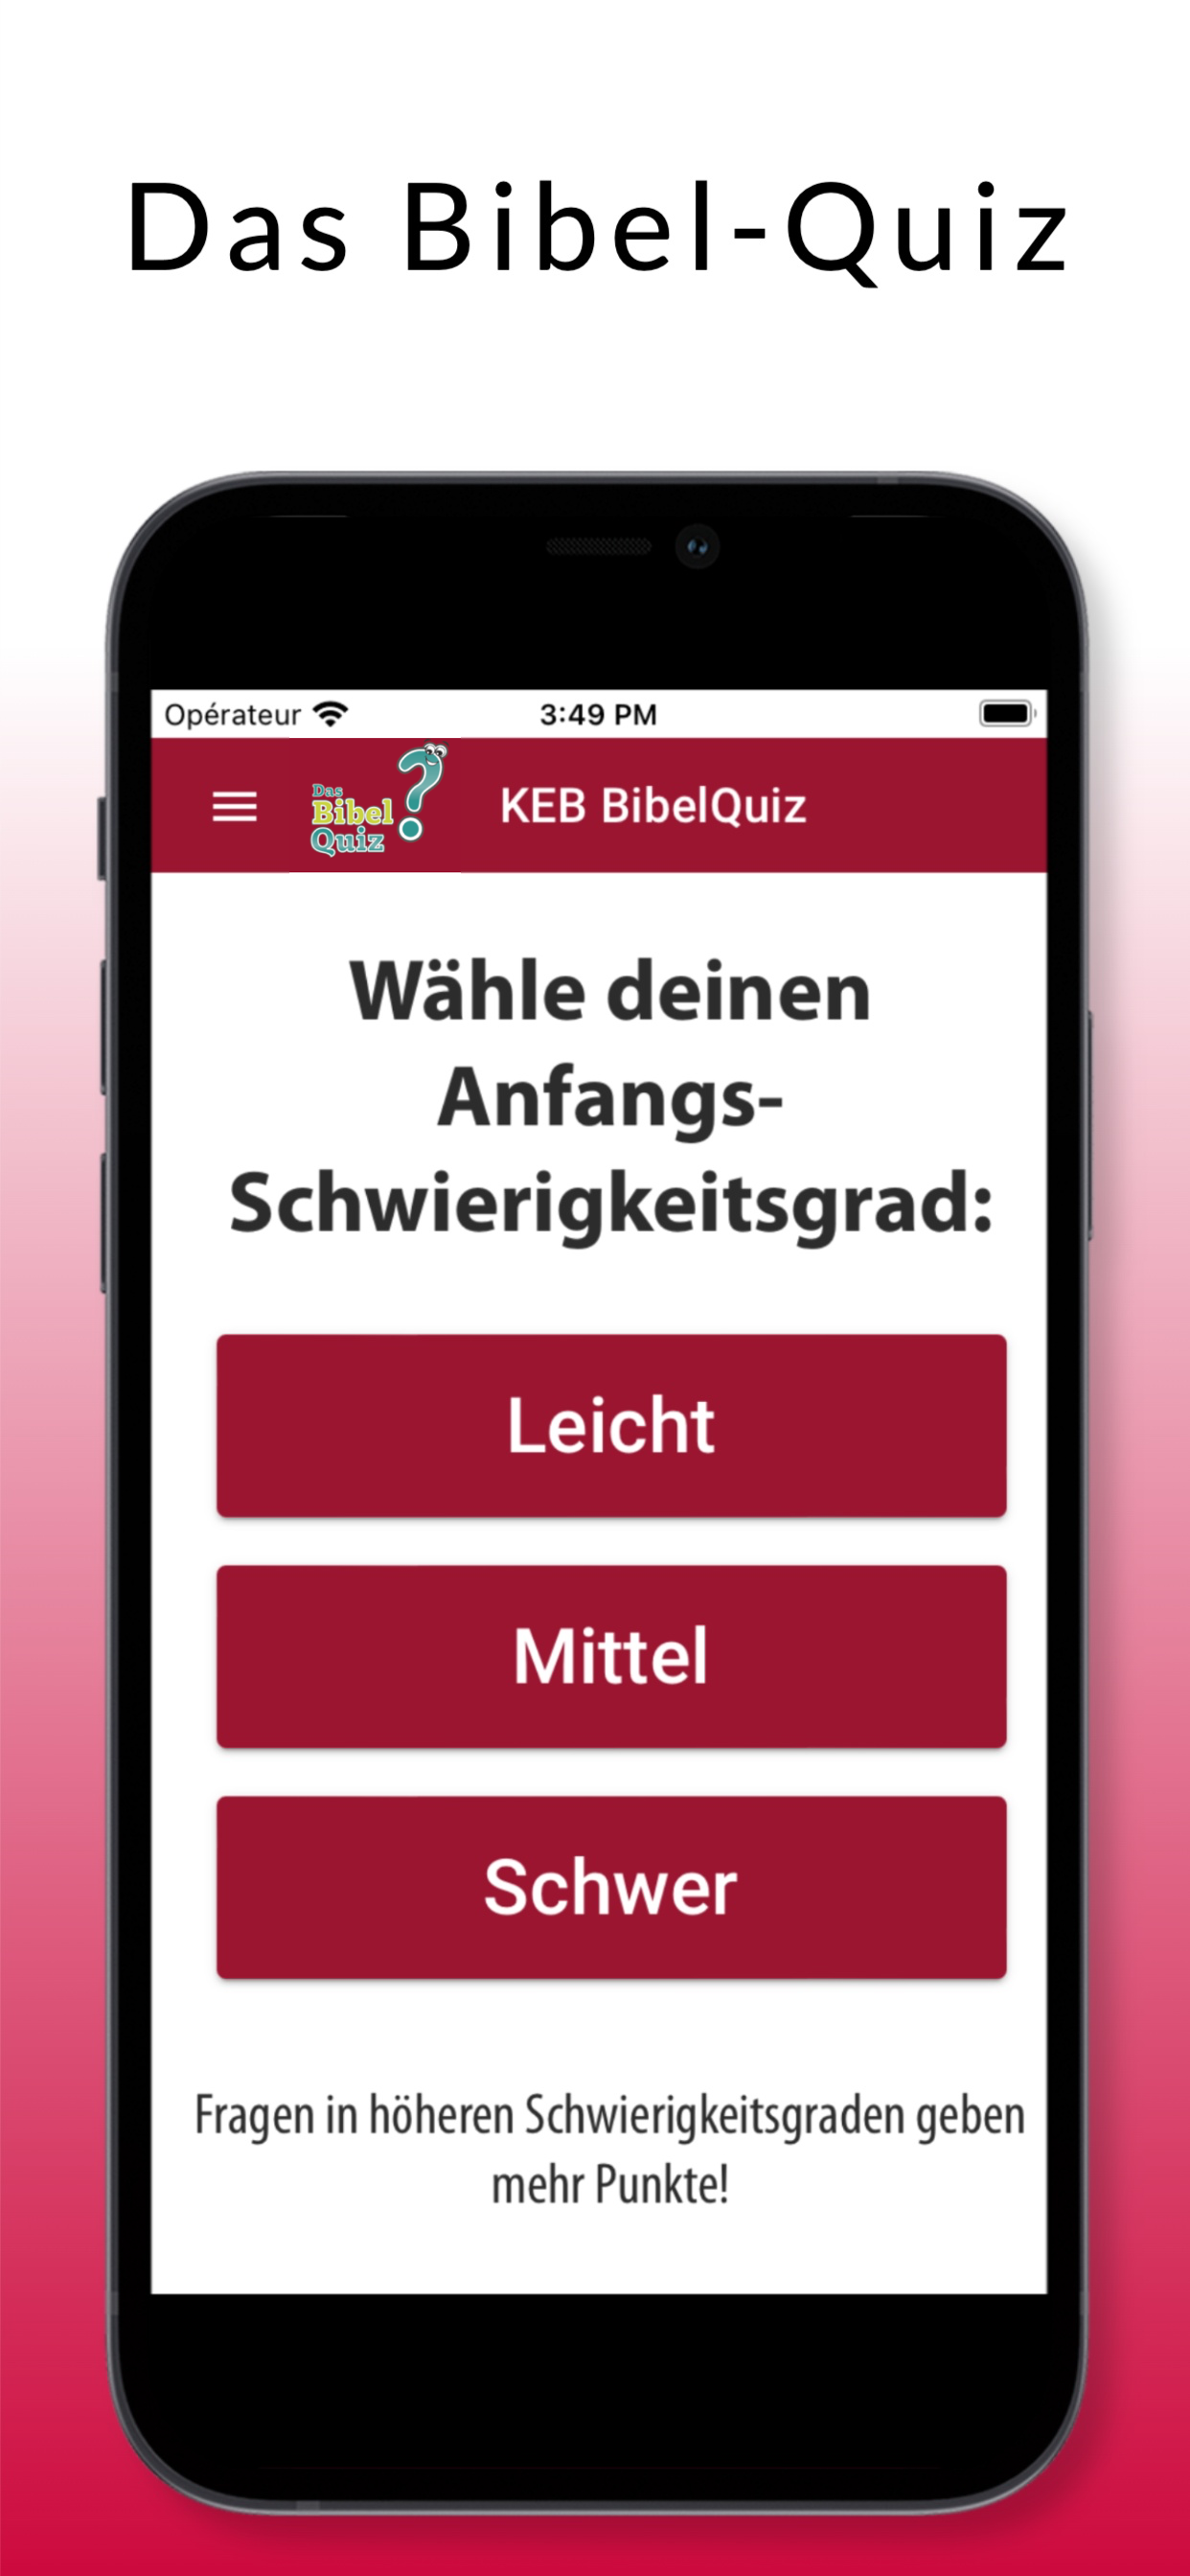 Das Bibel-Quiz
Opérateur 3:49 PM
Das
Bibel
Quiz
?
KEB BibelQuiz
Wähle deinen
Anfangs-
Schwierigkeitsgrad:
Leicht
Mittel
Schwer
Fragen in höheren Schwierigkeitsgraden geben
mehr Punkte!